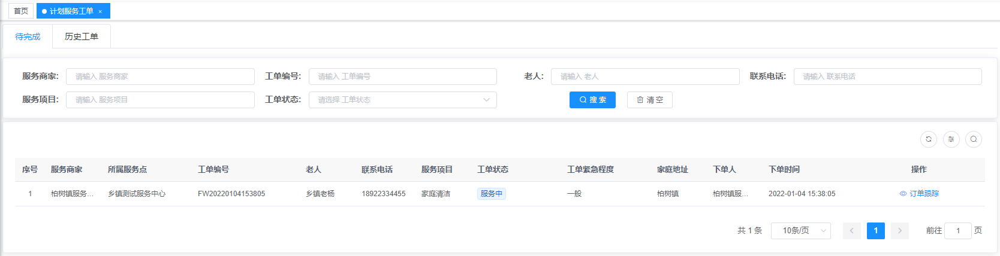 首页 计划服务工单 ×
待完成 历史工单
服务商家: 请输入 服务商家 工单编号: 请输入 工单编号 老人: 请输入 老人 联系电话: 请输入 联系电话
服务项目: 请输入 服务项目 工单状态: 请选择 工单状态 搜 索 清 空
序号 服务商家 所属服务点 工单编号 老人 联系电话 服务项目 工单状态 工单紧急程度 家庭地址 下单人 下单时间 操作
1 柏树镇服务... 乡镇测试服务中心 FW20220104153805 乡镇老杨 18922334455 家庭清洁 服务中 一般 柏树镇 柏树镇服... 2022-01-04 15:38:05 订单跟踪
共 1 条 10条/页 1 前往 1 页